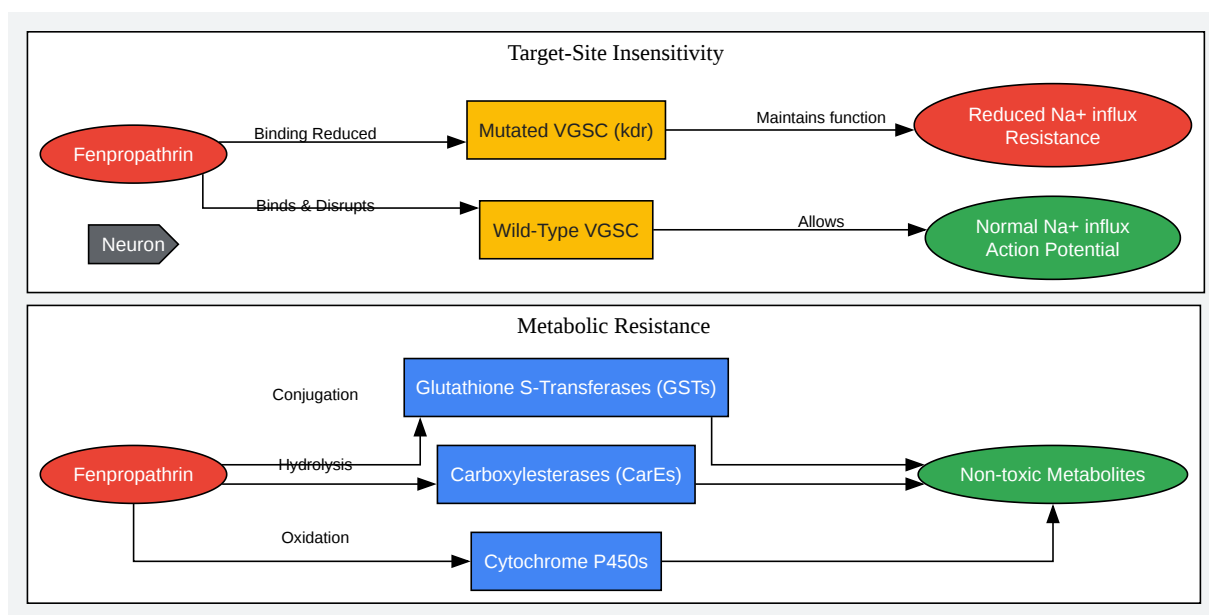 Target-Site Insensitivity
Fenpropathrin
Binding Reduced
Mutated VGSC (kdr)
Maintains function
Reduced Na+ influx
Resistance
Binds & Disrupts
Wild-Type VGSC
Allows
Normal Na+ influx
Action Potential
Neuron
Metabolic Resistance
Conjugation
Glutathione S-Transferases (GSTs)
Fenpropathrin
Hydrolysis
Carboxylesterases (CarEs)
Non-toxic Metabolites
Oxidation
Cytochrome P450s